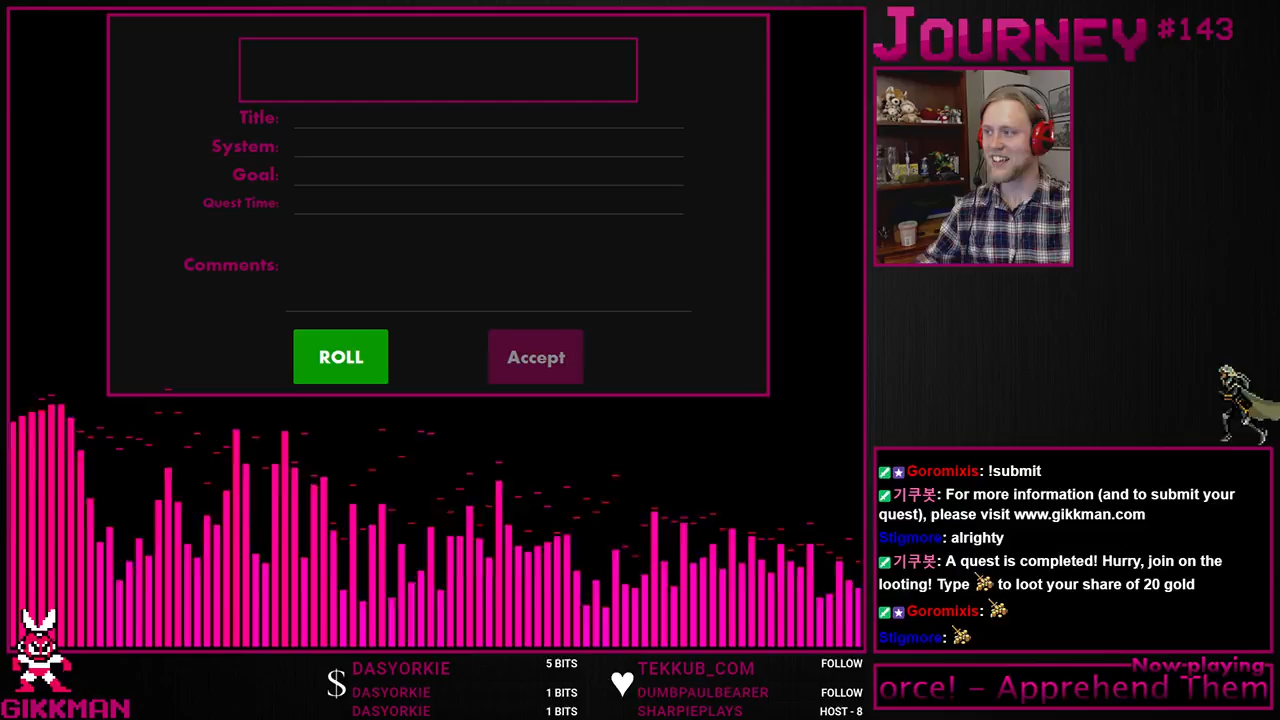 JOURNEY #143
Title:
System:
Goal:
Quest Time:
Comments:
ROLL
Accept
Goromixis: !submit
기쿠봇: For more information (and to submit your
quest), please visit www.gikkman.com
Stigmore: alrighty
기쿠봇: A quest is completed! Hurry, join on the
looting! Type to loot your share of 20 gold
Goromixis:
Stigmore:
GIKKMAN
$ DASYORKIE 5 BITS
DASYORKIE 1 BITS
DASYORKIE 1 BITS
TEKKUB_COM FOLLOW
DUMBPAULBEARER FOLLOW
SHARPIEPLAYS HOST - 8
Now playing
orce! - Apprehend Them